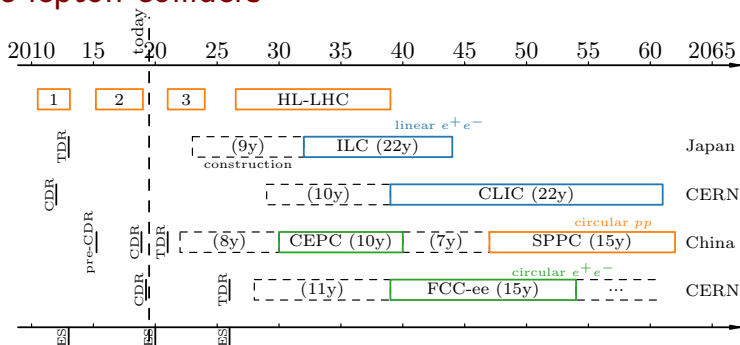 lepton colliders
today
2010 15 20 25 30 35 40 45 50 55 60 2065
1 2 3 HL-LHC
linear e+e−
TDR (9y) ILC (22y) Japan
construction
CDR (10y) CLIC (22y) CERN
circular pp
pre-CDR CDR TDR (8y) CEPC (10y) (7y) SPPC (15y) China
circular e+e−
CDR TDR (11y) FCC-ee (15y) ... CERN
ES ES ES